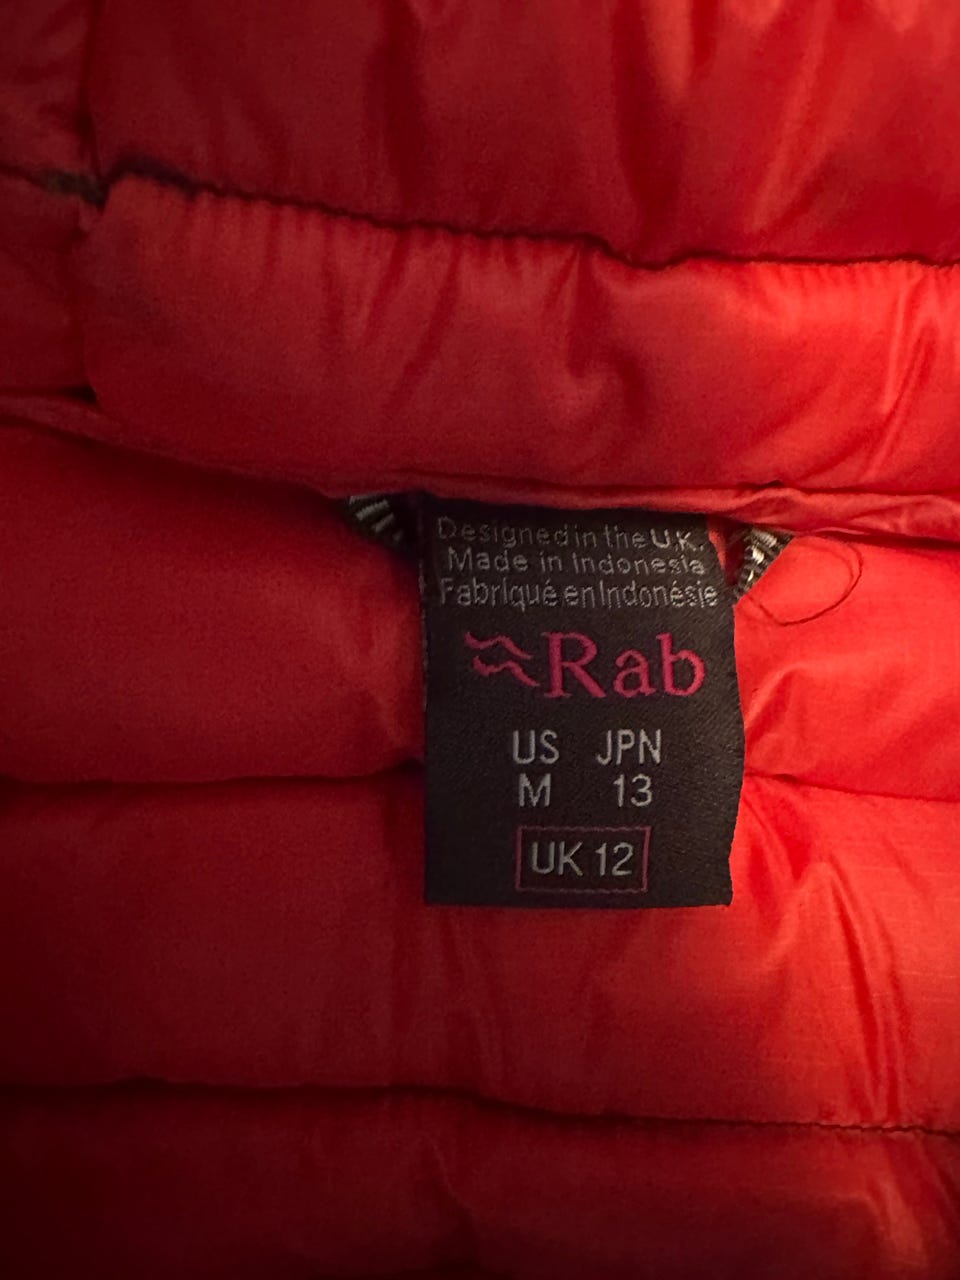 Designed in the U.K.
Made in Indonesia
Fabriqué en Indonésie
Rab
US JPN
M 13
UK 12